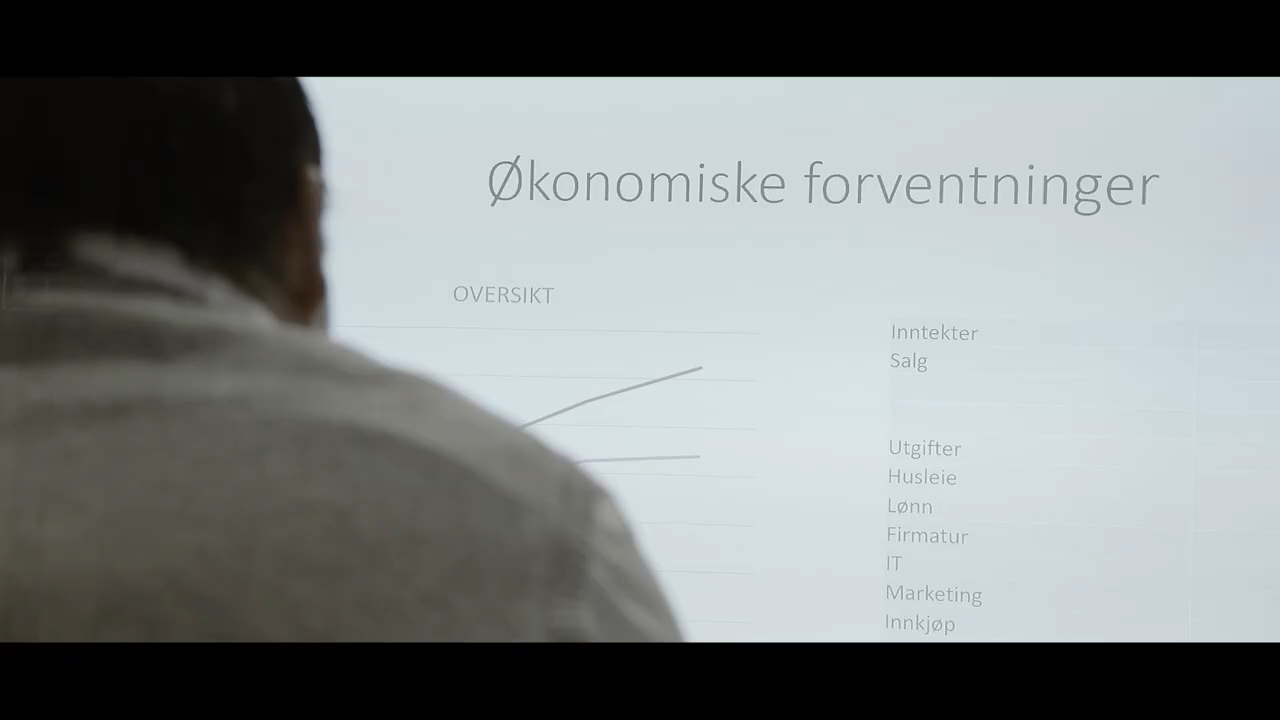 Økonomiske forventninger
OVERSIKT
Inntekter
Salg
Utgifter
Husleie
Lønn
Firmatur
IT
Marketing
Innkjøp